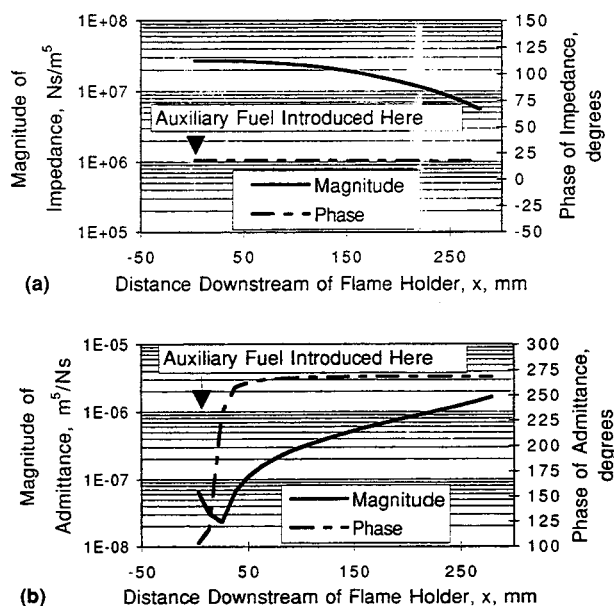 1E+08
1E+07
1E+06
1E+05
150
125
100
75
50
25
0
-25
-50
Magnitude of
Impedance, Ns/m5
Phase of Impedance,
degrees
Auxiliary Fuel Introduced Here
Magnitude
Phase
-50 50 150 250
(a) Distance Downstream of Flame Holder, x, mm
1E-05
1E-06
1E-07
1E-08
300
275
250
225
200
175
150
125
100
Magnitude of
Admittance, m5/Ns
Phase of Admittance,
degrees
Auxiliary Fuel Introduced Here
Magnitude
Phase
-50 50 150 250
(b) Distance Downstream of Flame Holder, x, mm